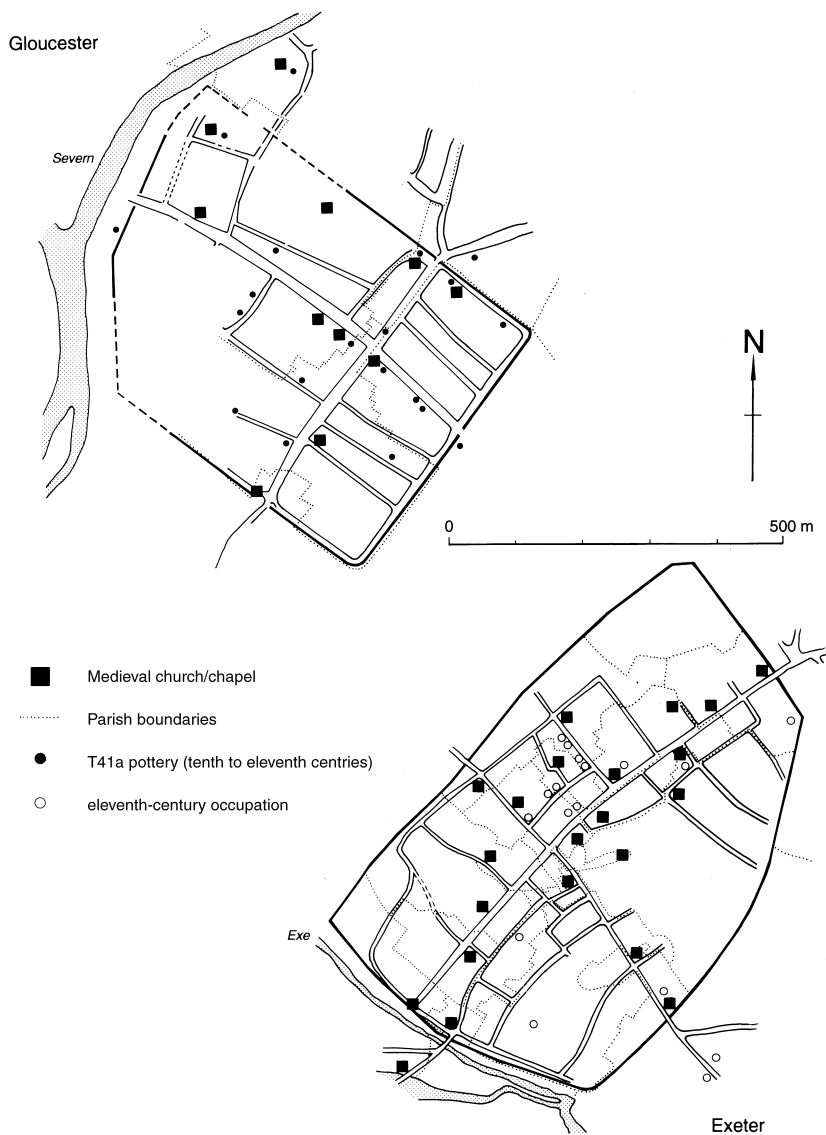 Gloucester
Severn
N
0 500 m
Medieval church/chapel
Parish boundaries
T41a pottery (tenth to eleventh centries)
eleventh-century occupation
Exe
Exeter